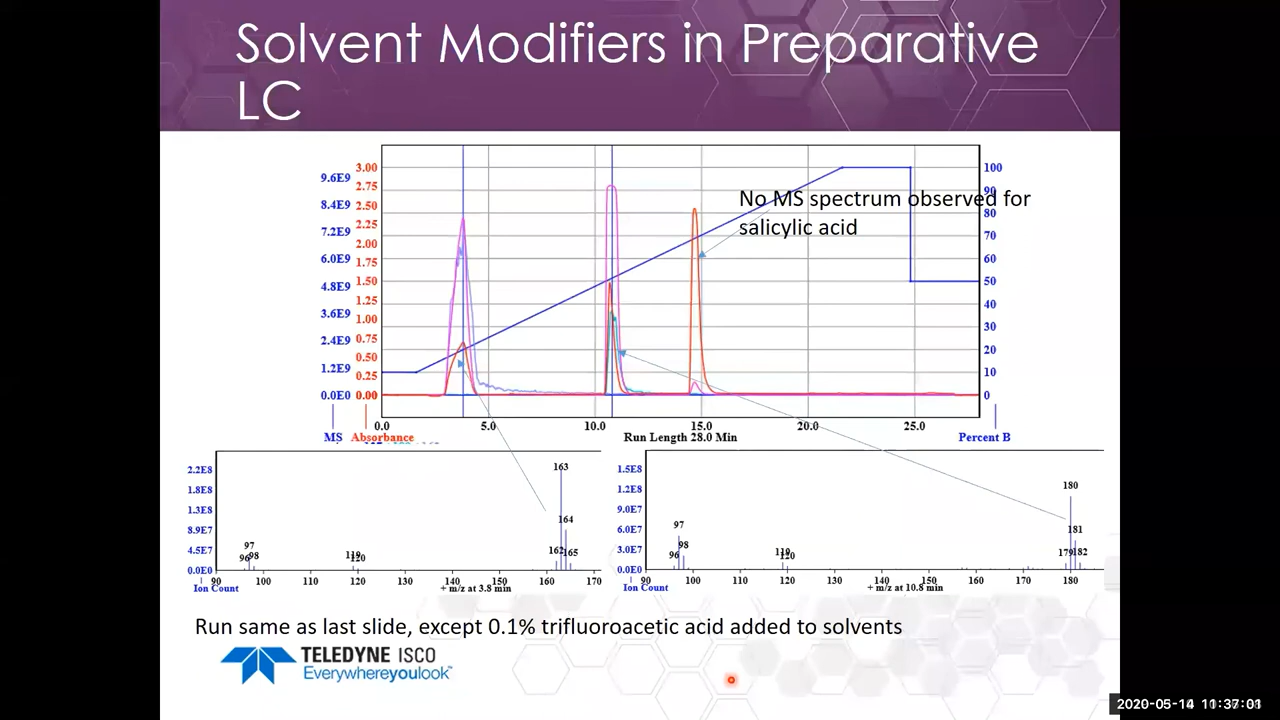 Solvent Modifiers in Preparative
LC
9.6E9
8.4E9
7.2E9
6.0E9
4.8E9
3.6E9
2.4E9
1.2E9
0.0E0
MS
3.00
2.75
2.50
2.25
2.00
1.75
1.50
1.25
1.00
0.75
0.50
0.25
0.00
Absorbance
No MS spectrum observed for
salicylic acid
100
90
80
70
60
50
40
30
20
10
0
Percent B
0.0 5.0 10.0 15.0 20.0 25.0
Run Length 28.0 Min
2.2E8
1.8E8
1.3E8
8.9E7
4.5E7
0.0E0
96 97 98 119 120 162 163 164 165
90 100 110 120 130 140 150 160 170
Ion Count
+ m/z at 3.8 min
1.5E8
1.2E8
9.0E7
6.0E7
3.0E7
0.0E0
96 97 98 119 120 179 180 181 182
90 100 110 120 130 140 150 160 170 180
Ion Count
+ m/z at 10.8 min
Run same as last slide, except 0.1% trifluoroacetic acid added to solvents
TELEDYNE ISCO
Everywhereyoulook™
2020-05-14 11:37:01